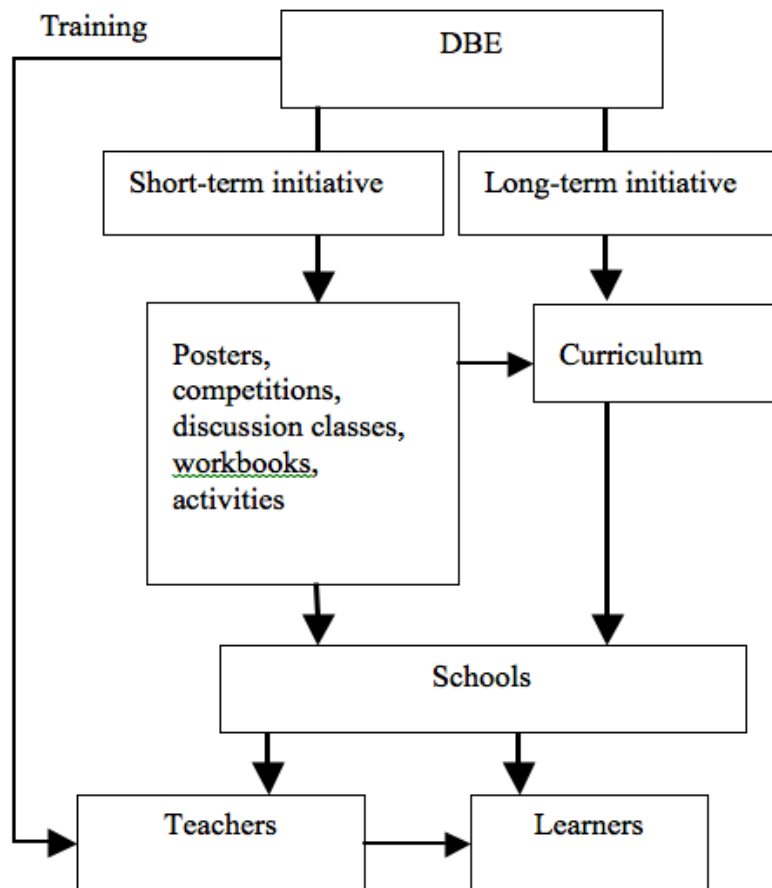 Training
DBE
Short-term initiative
Long-term initiative
Posters,
competitions,
discussion classes,
workbooks,
activities
Curriculum
Schools
Teachers
Learners